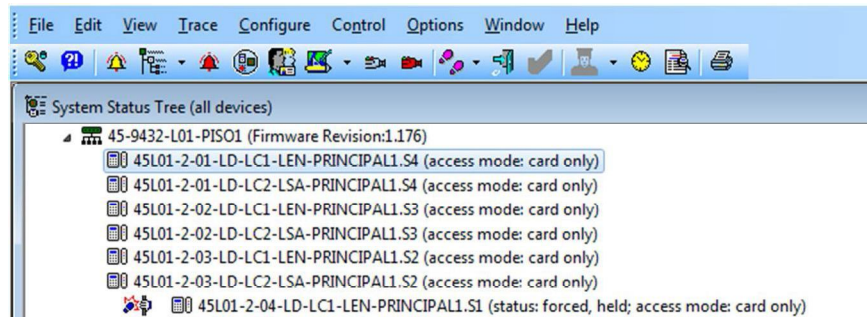 File Edit View Trace Configure Control Options Window Help
System Status Tree (all devices)
45-9432-L01-PISO1 (Firmware Revision:1.176)
45L01-2-01-LD-LC1-LEN-PRINCIPAL1.S4 (access mode: card only)
45L01-2-01-LD-LC2-LSA-PRINCIPAL1.S4 (access mode: card only)
45L01-2-02-LD-LC1-LEN-PRINCIPAL1.S3 (access mode: card only)
45L01-2-02-LD-LC2-LSA-PRINCIPAL1.S3 (access mode: card only)
45L01-2-03-LD-LC1-LEN-PRINCIPAL1.S2 (access mode: card only)
45L01-2-03-LD-LC2-LSA-PRINCIPAL1.S2 (access mode: card only)
45L01-2-04-LD-LC1-LEN-PRINCIPAL1.S1 (status: forced, held; access mode: card only)